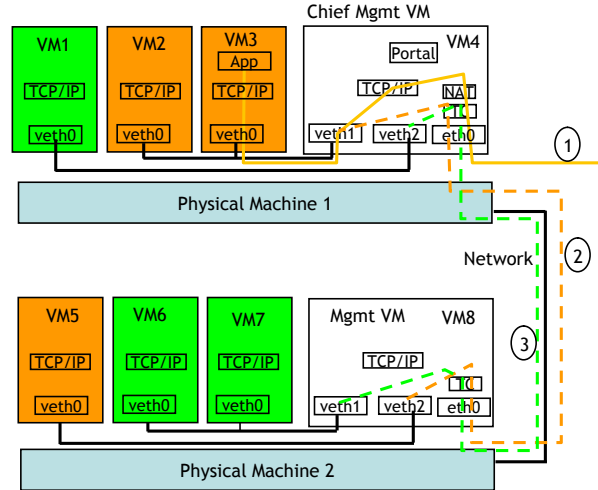 Chief Mgmt VM
VM1
VM2
VM3
App
VM4
Portal
TCP/IP
TCP/IP
TCP/IP
TCP/IP
NAT
TC
veth0
veth0
veth0
veth1
veth2
eth0
1
Physical Machine 1
2
Network
3
VM5
VM6
VM7
Mgmt VM
VM8
TCP/IP
TCP/IP
TCP/IP
TCP/IP
TC
veth0
veth0
veth0
veth1
veth2
eth0
Physical Machine 2